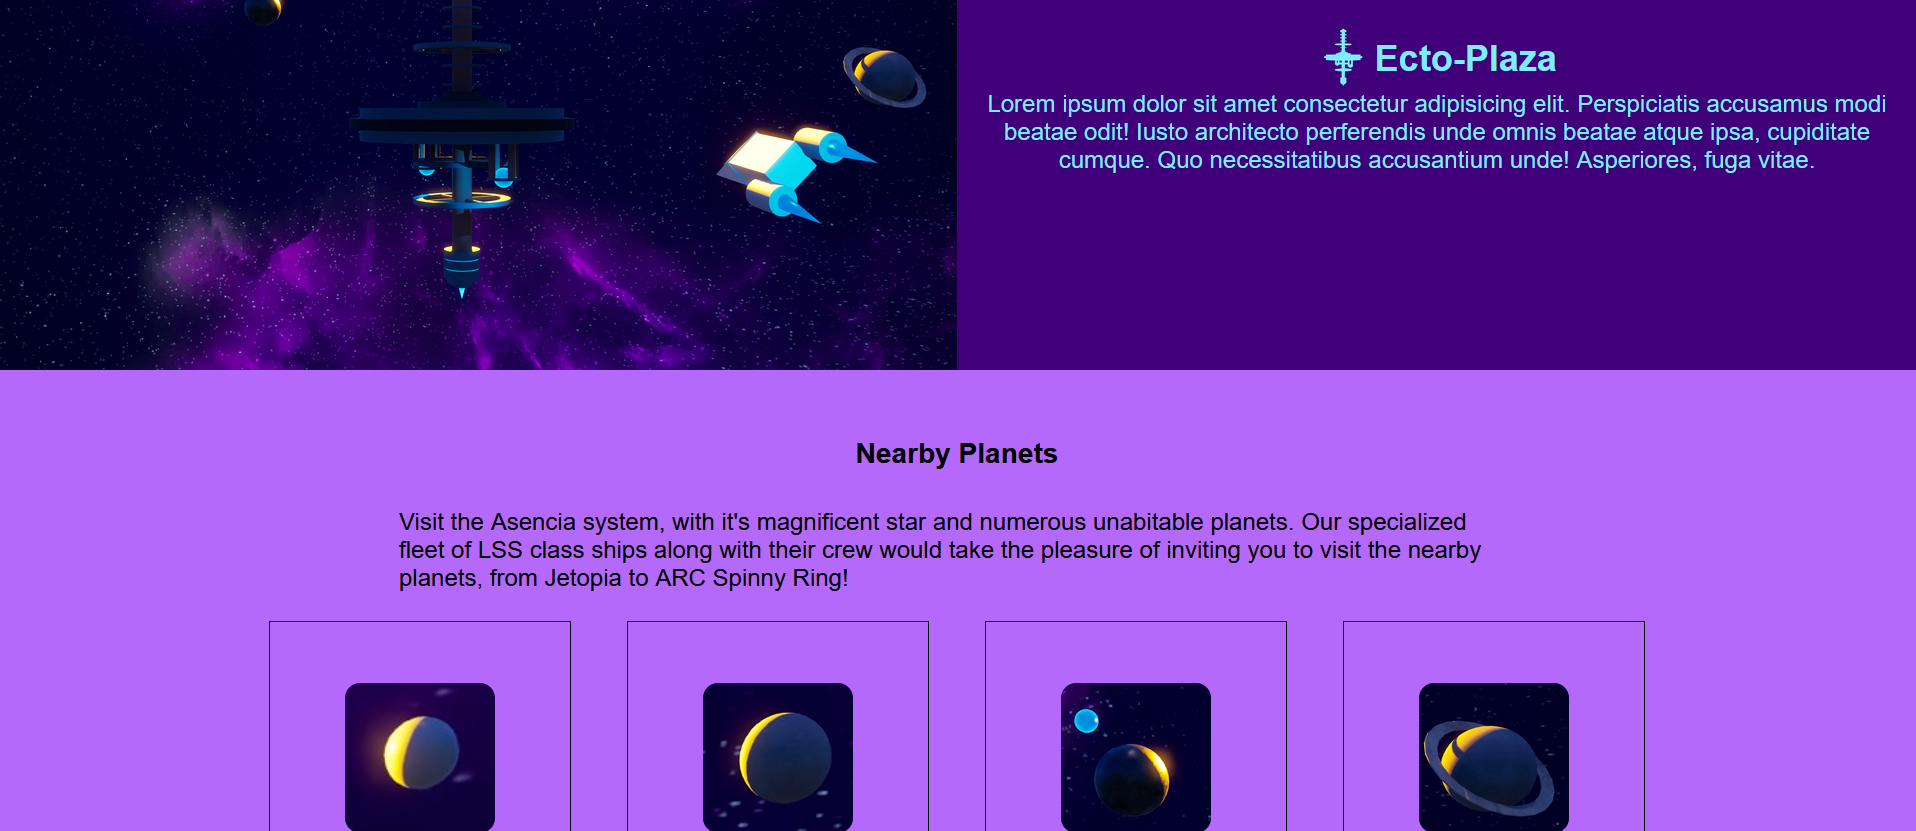 Ecto-Plaza
Lorem ipsum dolor sit amet consectetur adipisicing elit. Perspiciatis accusamus modi
beatae odit! Iusto architecto perferendis unde omnis beatae atque ipsa, cupiditate
cumque. Quo necessitatibus accusantium unde! Asperiores, fuga vitae.
Nearby Planets
Visit the Asencia system, with it's magnificent star and numerous unabitable planets. Our specialized
fleet of LSS class ships along with their crew would take the pleasure of inviting you to visit the nearby
planets, from Jetopia to ARC Spinny Ring!